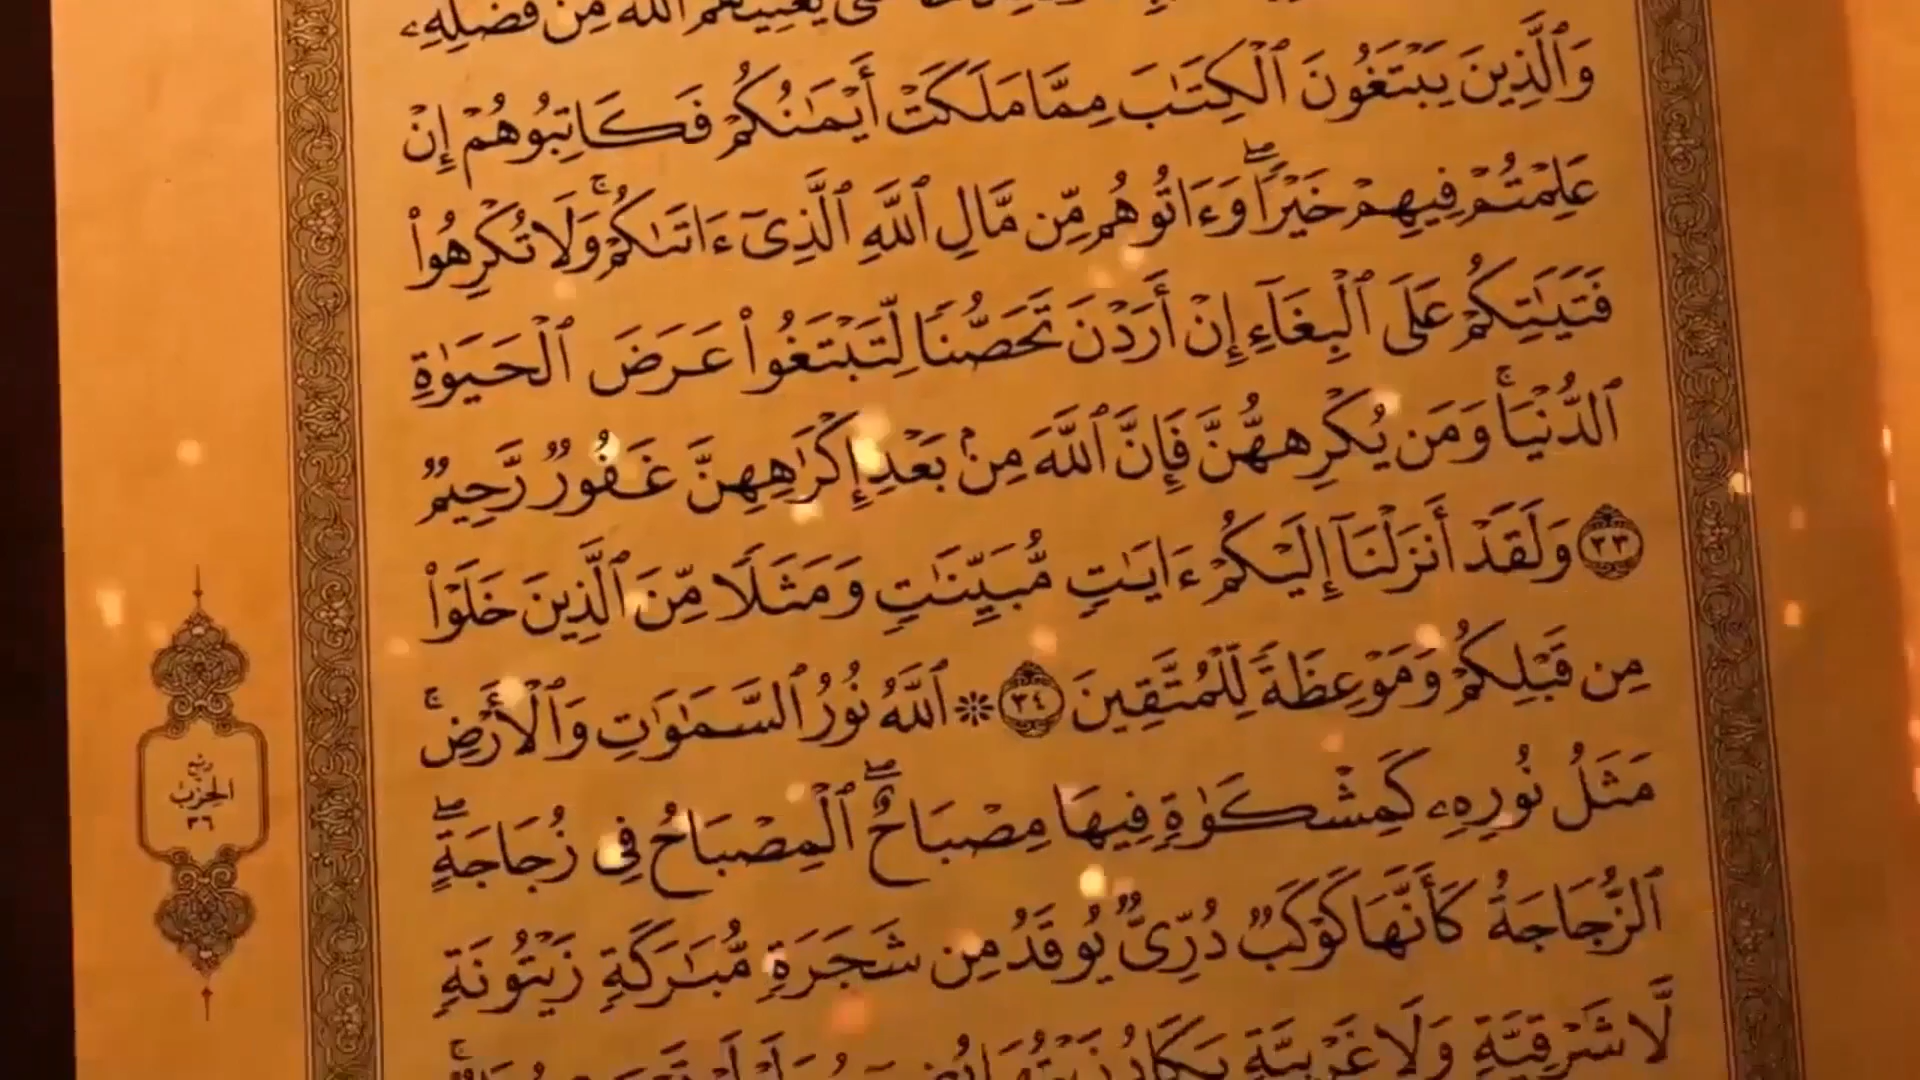 يُغْنِيَهُمُ ٱللَّهُ مِن فَضْلِهِۦ
وَٱلَّذِينَ يَبْتَغُونَ ٱلْكِتَٰبَ مِمَّا مَلَكَتْ أَيْمَٰنُكُمْ فَكَاتِبُوهُمْ إِنْ
عَلِمْتُمْ فِيهِمْ خَيْرًا ۖ وَءَاتُوهُم مِّن مَّالِ ٱللَّهِ ٱلَّذِىٓ ءَاتَىٰكُمْ ۚ وَلَا تُكْرِهُوا۟
فَتَيَٰتِكُمْ عَلَى ٱلْبِغَآءِ إِنْ أَرَدْنَ تَحَصُّنًا لِّتَبْتَغُوا۟ عَرَضَ ٱلْحَيَوٰةِ
ٱلدُّنْيَا ۚ وَمَن يُكْرِههُّنَّ فَإِنَّ ٱللَّهَ مِنۢ بَعْدِ إِكْرَٰهِهِنَّ غَفُورٌ رَّحِيمٌ
٣٣ وَلَقَدْ أَنزَلْنَآ إِلَيْكُمْ ءَايَٰتٍ مُّبَيِّنَٰتٍ وَمَثَلًا مِّنَ ٱلَّذِينَ خَلَوْا۟
مِن قَبْلِكُمْ وَمَوْعِظَةً لِّلْمُتَّقِينَ ٣٤ ۞ ٱللَّهُ نُورُ ٱلسَّمَٰوَٰتِ وَٱلْأَرْضِ ۚ
مَثَلُ نُورِهِۦ كَمِشْكَوٰةٍ فِيهَا مِصْبَاحٌ ۖ ٱلْمِصْبَاحُ فِى زُجَاجَةٍ ۖ
ٱلزُّجَاجَةُ كَأَنَّهَا كَوْكَبٌ دُرِّىٌّ يُوقَدُ مِن شَجَرَةٍ مُّبَٰرَكَةٍ زَيْتُونَةٍ
لَّا شَرْقِيَّةٍ وَلَا غَرْبِيَّةٍ يَكَادُ زَيْتُهَا
ربع
الحزب
٣٦